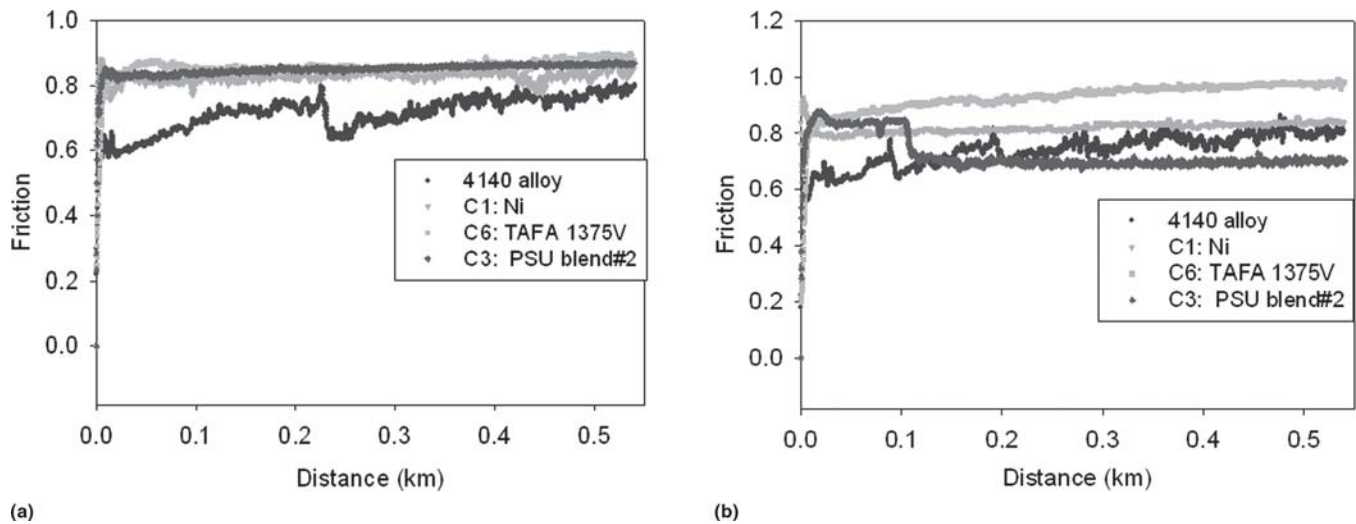 1.0
0.8
0.6
0.4
0.2
0.0
Friction
4140 alloy
C1: Ni
C6: TAFA 1375V
C3: PSU blend#2
0.0 0.1 0.2 0.3 0.4 0.5
Distance (km)
(a)
1.2
1.0
0.8
0.6
0.4
0.2
0.0
Friction
4140 alloy
C1: Ni
C6: TAFA 1375V
C3: PSU blend#2
0.0 0.1 0.2 0.3 0.4 0.5
Distance (km)
(b)